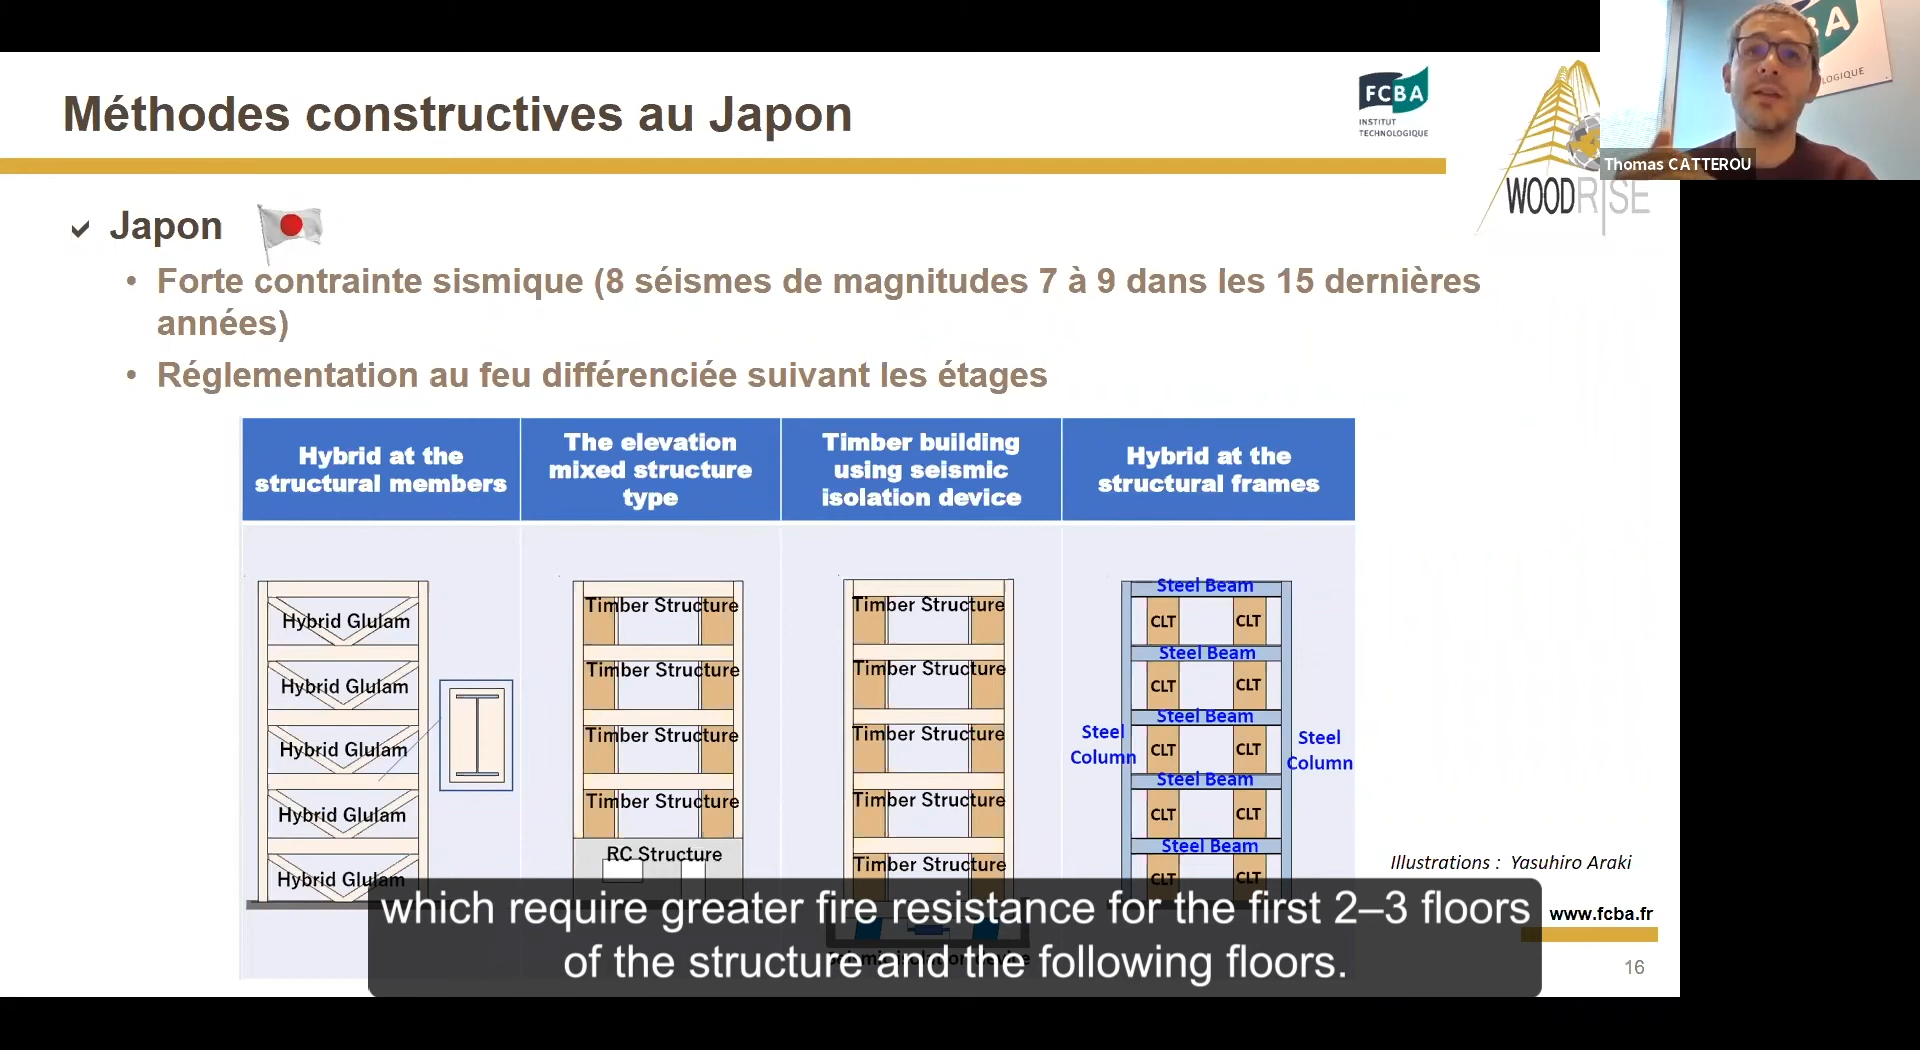 Méthodes constructives au Japon
FCBA
INSTITUT
TECHNOLOGIQUE
WOODRISE
BA
LOGIQUE
Thomas CATTEROU
Japon
• Forte contrainte sismique (8 séismes de magnitudes 7 à 9 dans les 15 dernières
années)
• Réglementation au feu différenciée suivant les étages
Hybrid at the
structural members
The elevation
mixed structure
type
Timber building
using seismic
isolation device
Hybrid at the
structural frames
Hybrid Glulam
Hybrid Glulam
Hybrid Glulam
Hybrid Glulam
Hybrid Glulam
Timber Structure
Timber Structure
Timber Structure
Timber Structure
RC Structure
Timber Structure
Timber Structure
Timber Structure
Timber Structure
Timber Structure
Steel Beam
CLT CLT
Steel Beam
CLT CLT
Steel Beam
Steel
Column
CLT CLT
Steel
Column
Steel Beam
CLT CLT
Steel Beam
CLT CLT
Illustrations : Yasuhiro Araki
which require greater fire resistance for the first 2–3 floors
of the structure and the following floors.
www.fcba.fr
16